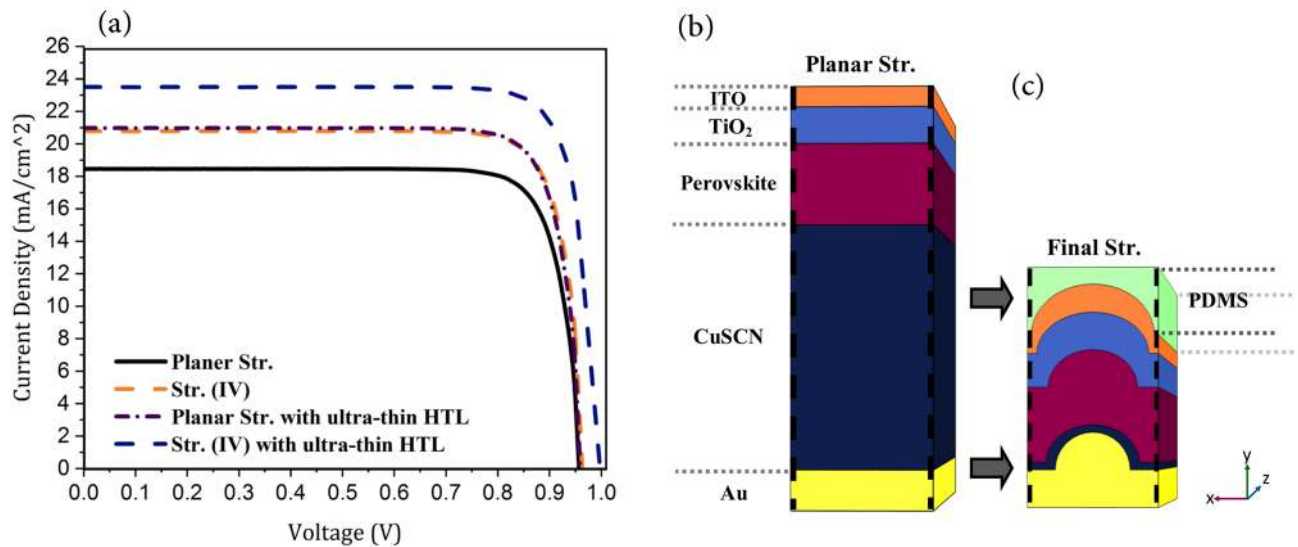 (a)
26
24
22
20
18
16
14
12
10
8
6
4
2
0
Current Density (mA/cm^2)
Planer Str.
Str. (IV)
Planar Str. with ultra-thin HTL
Str. (IV) with ultra-thin HTL
0.0 0.1 0.2 0.3 0.4 0.5 0.6 0.7 0.8 0.9 1.0
Voltage (V)
(b)
Planar Str.
ITO
TiO₂
Perovskite
CuSCN
Au
(c)
Final Str.
PDMS
y
z
x